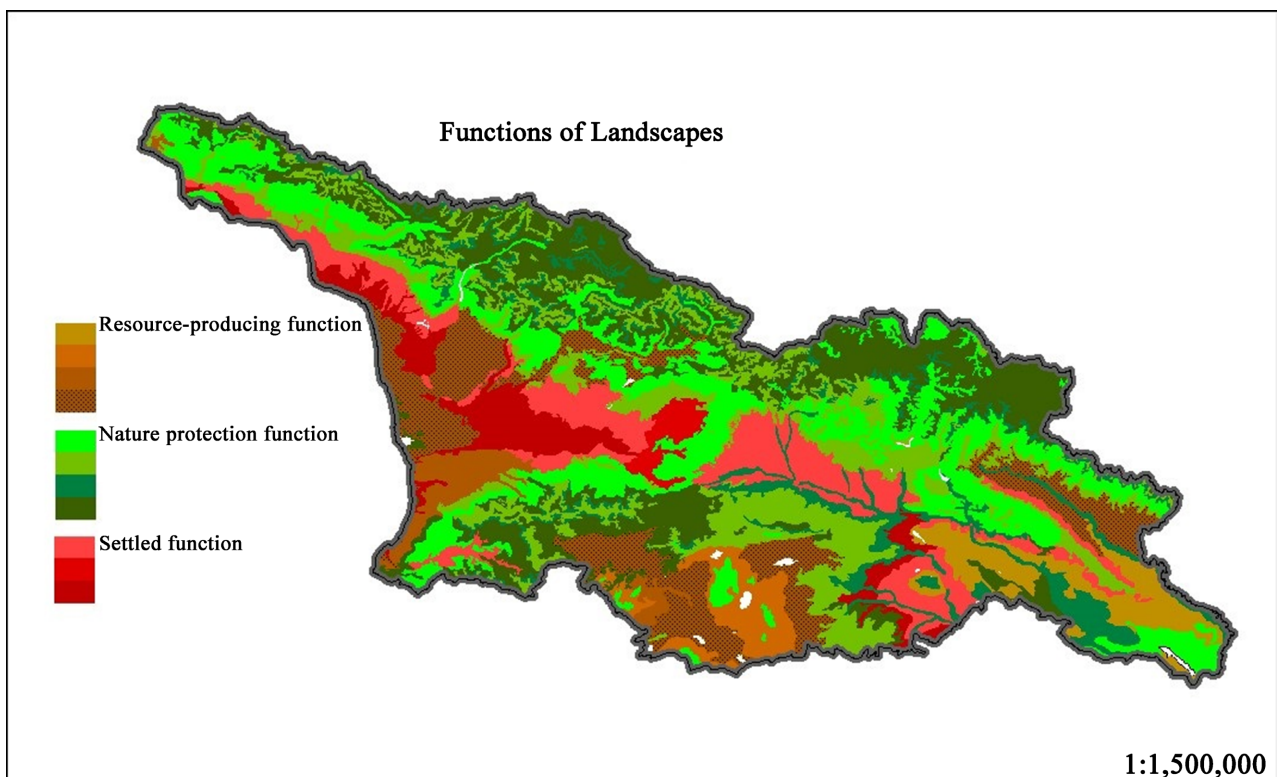 Functions of Landscapes
Resource-producing function
Nature protection function
Settled function
1:1,500,000